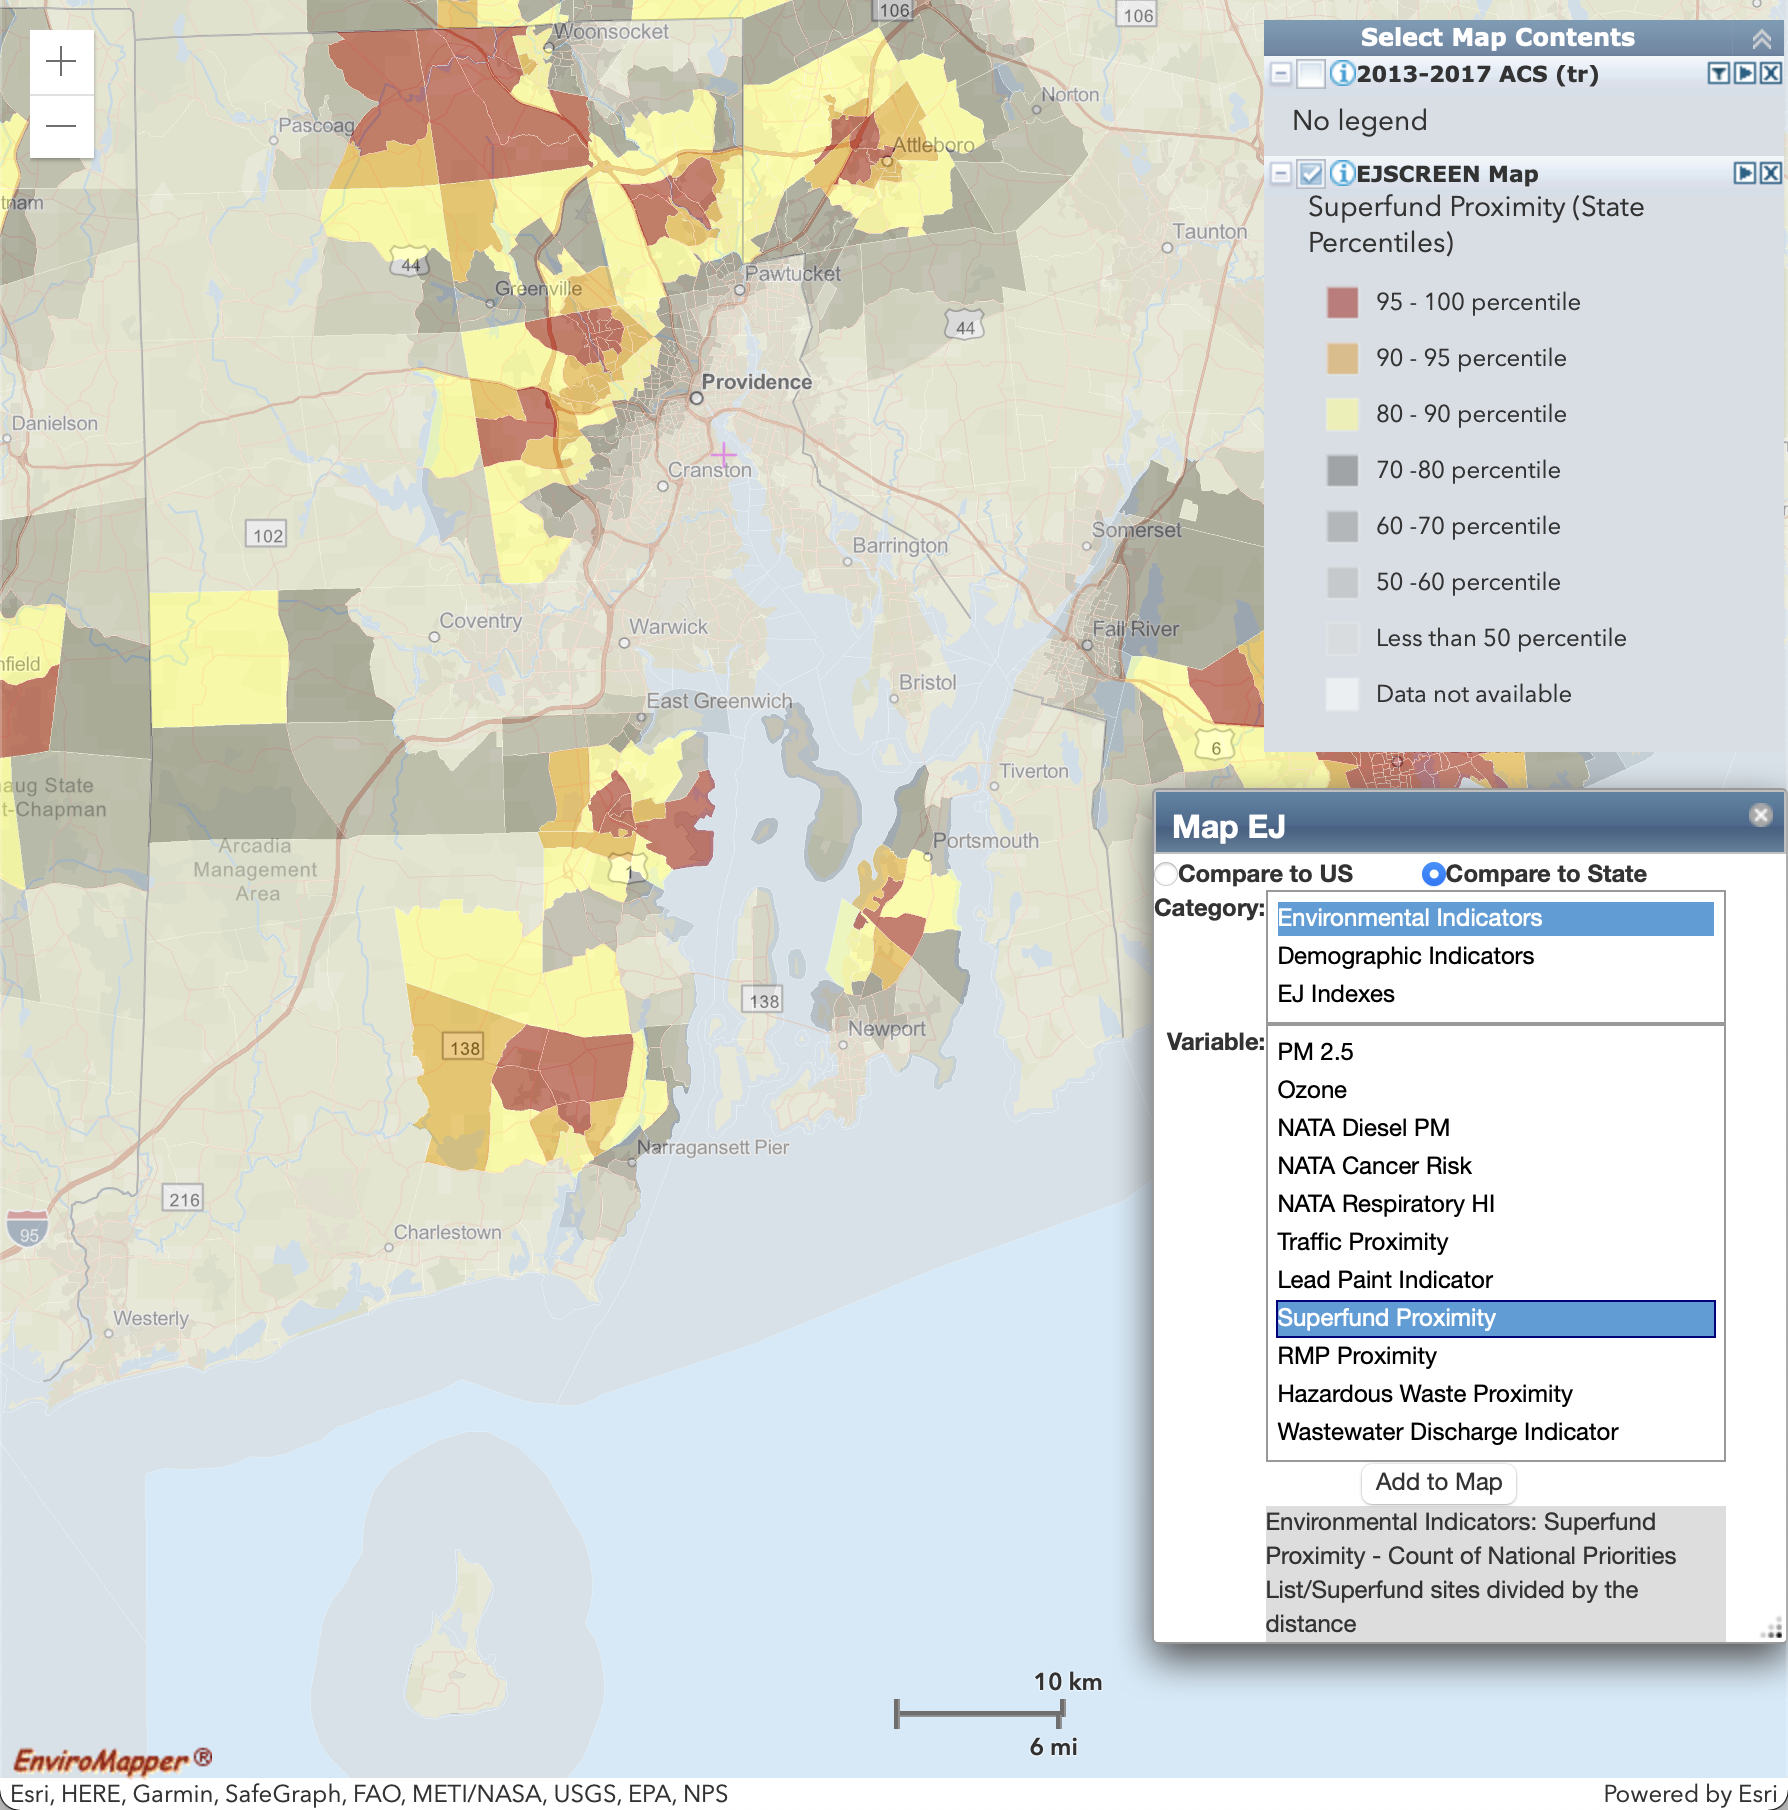 106
106
Woonsocket
Norton
Pascoag
Attleboro
tnam
Taunton
44
Greenville
Pawtucket
44
Providence
Danielson
Cranston
102
Somerset
Barrington
Coventry
Warwick
Fall River
nfield
Bristol
East Greenwich
6
Tiverton
aug State
t-Chapman
Arcadia
Management
Area
Portsmouth
1
138
Newport
138
Narragansett Pier
216
95
Charlestown
Westerly
Select Map Contents
2013-2017 ACS (tr)
No legend
EJSCREEN Map
Superfund Proximity (State
Percentiles)
95 - 100 percentile
90 - 95 percentile
80 - 90 percentile
70 -80 percentile
60 -70 percentile
50 -60 percentile
Less than 50 percentile
Data not available
Map EJ
Compare to US
Compare to State
Category:
Environmental Indicators
Demographic Indicators
EJ Indexes
Variable:
PM 2.5
Ozone
NATA Diesel PM
NATA Cancer Risk
NATA Respiratory HI
Traffic Proximity
Lead Paint Indicator
Superfund Proximity
RMP Proximity
Hazardous Waste Proximity
Wastewater Discharge Indicator
Add to Map
Environmental Indicators: Superfund
Proximity - Count of National Priorities
List/Superfund sites divided by the
distance
10 km
6 mi
EnviroMapper ®
Esri, HERE, Garmin, SafeGraph, FAO, METI/NASA, USGS, EPA, NPS
Powered by Esri